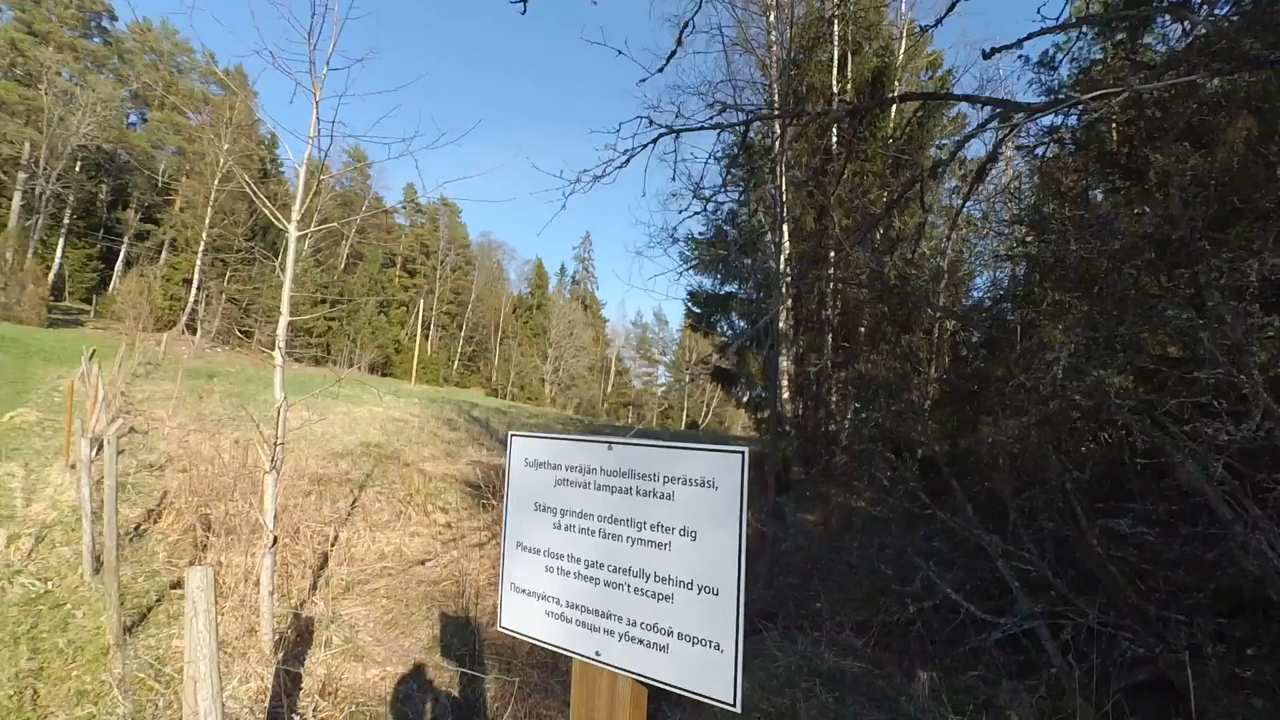 Suljethan veräjän huolellisesti perässäsi,
jotteivät lampaat karkaa!
Stäng grinden ordentligt efter dig
så att inte fåren rymmer!
Please close the gate carefully behind you
so the sheep won't escape!
Пожалуйста, закрывайте за собой ворота,
чтобы овцы не убежали!